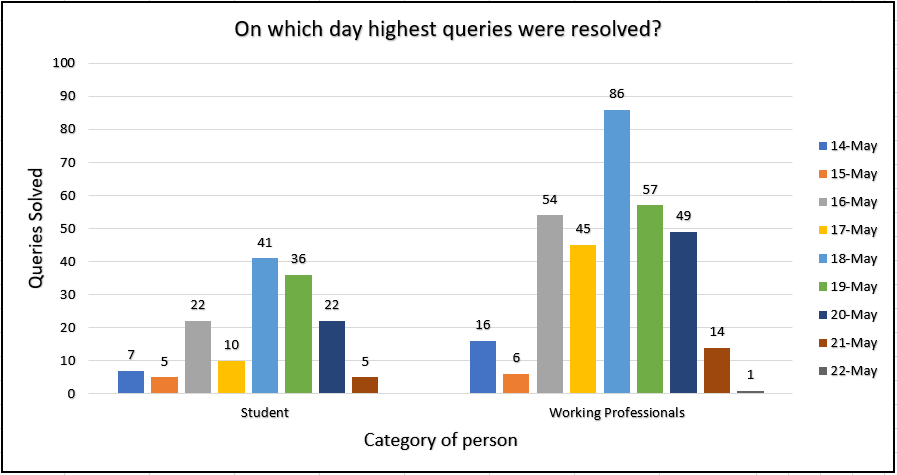 On which day highest queries were resolved?
100
90
80
70
60
50
40
30
20
10
0
Queries Solved
7
5
22
10
41
36
22
5
16
6
54
45
86
57
49
14
1
Student
Working Professionals
Category of person
14-May
15-May
16-May
17-May
18-May
19-May
20-May
21-May
22-May